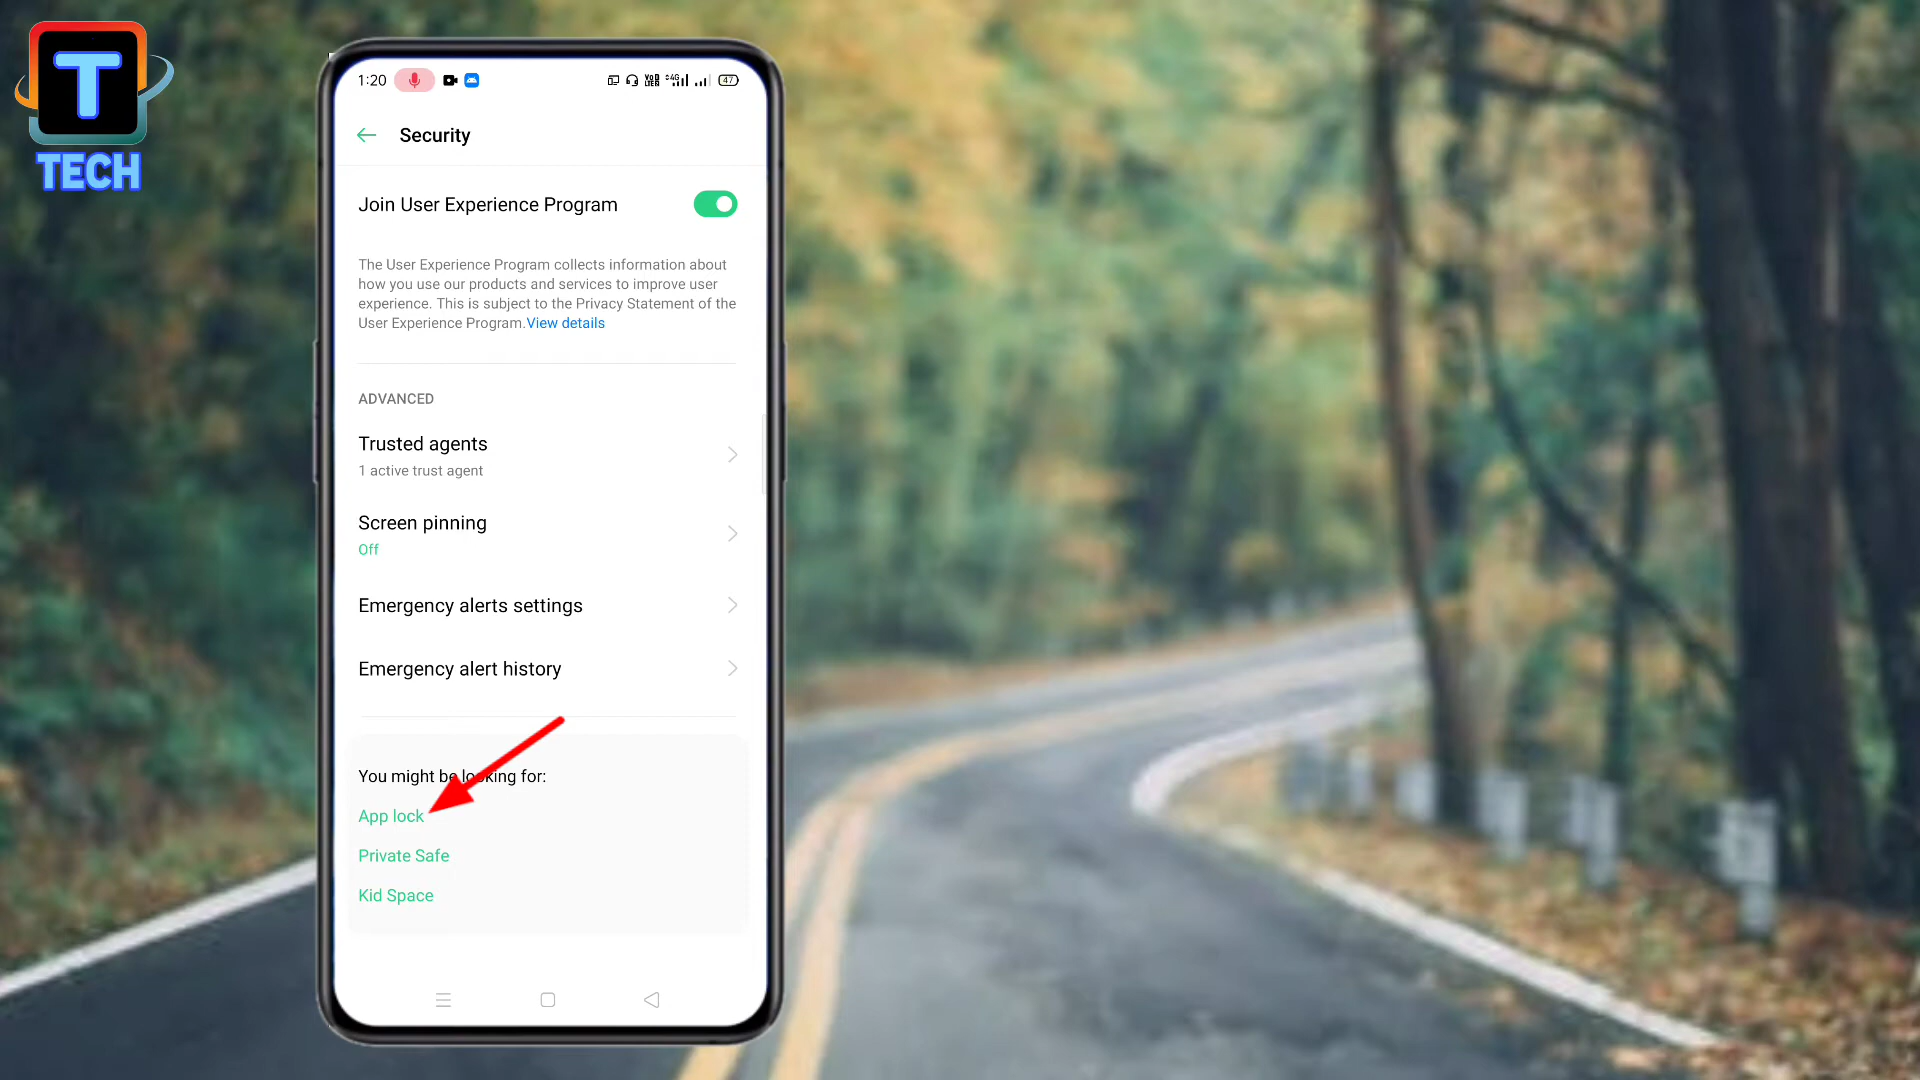 T
TECH
1:20
4G
47
Security
Join User Experience Program
The User Experience Program collects information about
how you use our products and services to improve user
experience. This is subject to the Privacy Statement of the
User Experience Program.View details
ADVANCED
Trusted agents
1 active trust agent
Screen pinning
Off
Emergency alerts settings
Emergency alert history
You might be looking for:
App lock
Private Safe
Kid Space